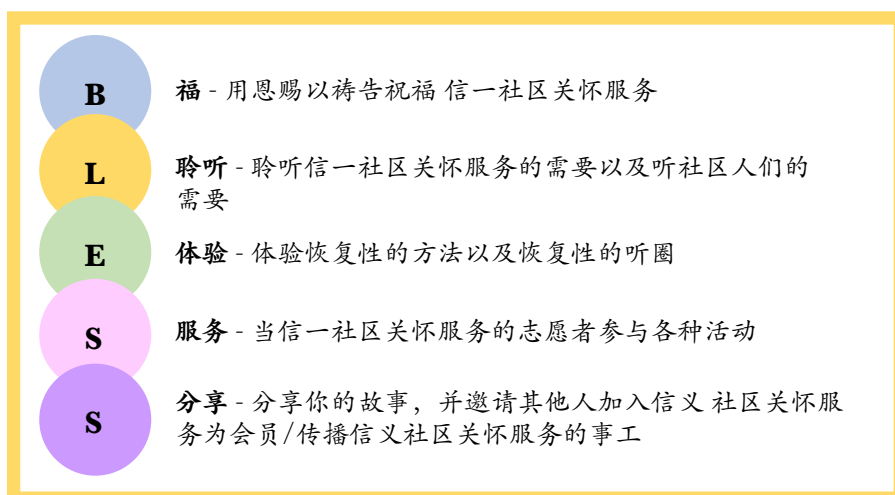 B
福 - 用恩赐以祷告祝福 信一社区关怀服务
L
聆听 - 聆听信一社区关怀服务的需要以及听社区人们的
需要
E
体验 - 体验恢复性的方法以及恢复性的听圈
S
服务 - 当信一社区关怀服务的志愿者参与各种活动
S
分享 - 分享你的故事，并邀请其他人加入信义 社区关怀服
务为会员/传播信义社区关怀服务的事工